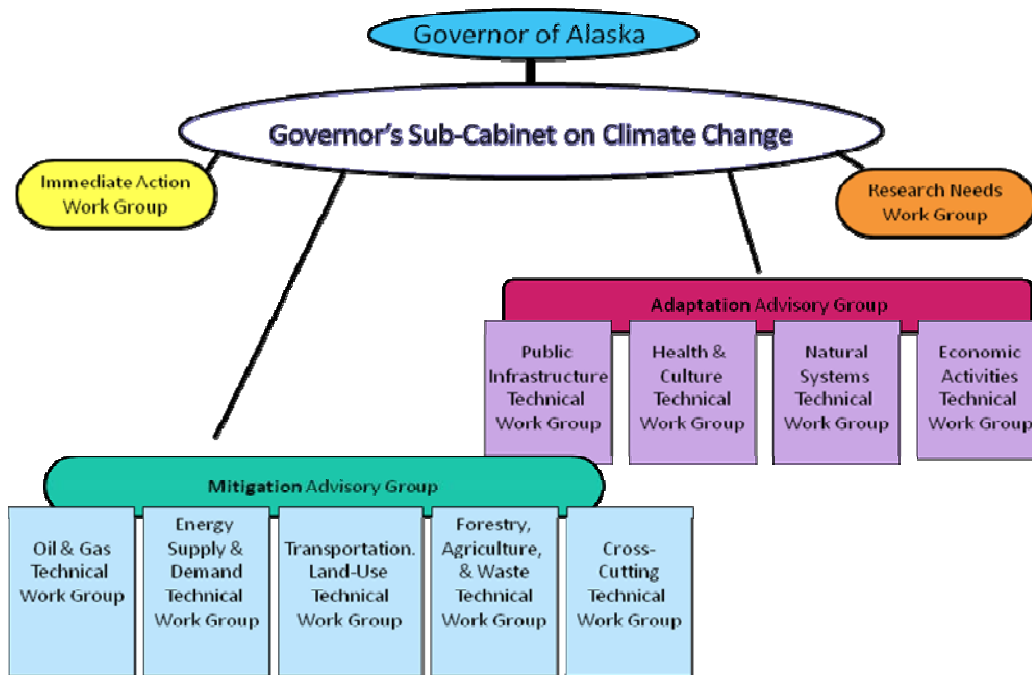 Governor of Alaska
Governor's Sub-Cabinet on Climate Change
Immediate Action
Work Group
Research Needs
Work Group
Adaptation Advisory Group
Public
Infrastructure
Technical
Work Group
Health &
Culture
Technical
Work Group
Natural
Systems
Technical
Work Group
Economic
Activities
Technical
Work Group
Mitigation Advisory Group
Oil & Gas
Technical
Work Group
Energy
Supply &
Demand
Technical
Work Group
Transportation.
Land-Use
Technical
Work Group
Forestry,
Agriculture,
& Waste
Technical
Work Group
Cross-
Cutting
Technical
Work Group